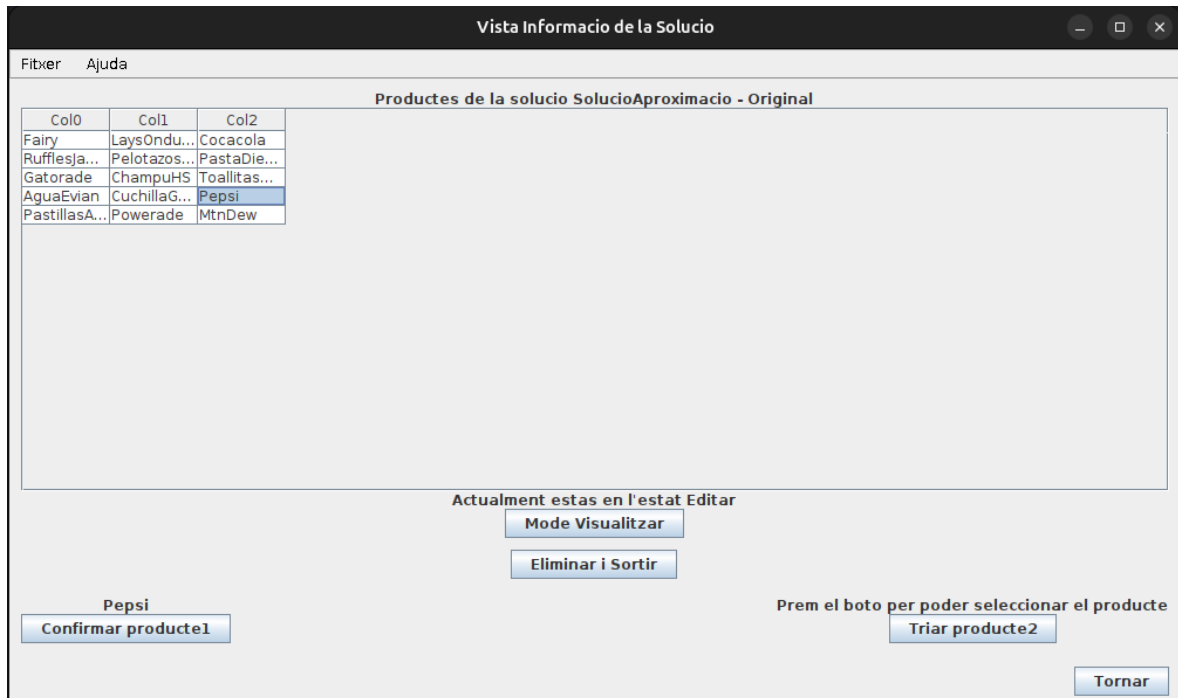 Vista Informacio de la Solucio
Fitxer Ajuda
Productes de la solucio SolucioAproximacio - Original
Col0 Col1 Col2
Fairy LaysOndu... Cocacola
RufflesJa... Pelotazos... PastaDie...
Gatorade ChampuHS Toallitas...
AguaEvian CuchillaG... Pepsi
PastillasA... Powerade MtnDew
Actualment estas en l'estat Editar
Mode Visualitzar
Eliminar i Sortir
Pepsi Prem el boto per poder seleccionar el producte
Confirmar producte1 Triar producte2
Tornar